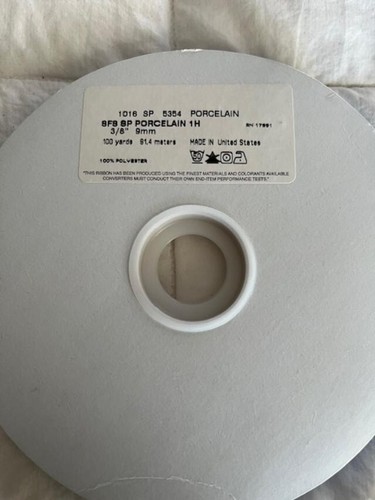 1016 SP 5354 PORCELAIN
SFS SP PORCELAIN 1H
3/8" 9mm
100 yards 91.4 meters MADE IN United States
100% POLYESTER
"THIS RIBBON HAS BEEN PRODUCED USING THE FINEST MATERIALS AND COLORANTS AVAILABLE
CONVERTERS MUST CONDUCT THEIR OWN END-ITEM PERFORMANCE TESTS."